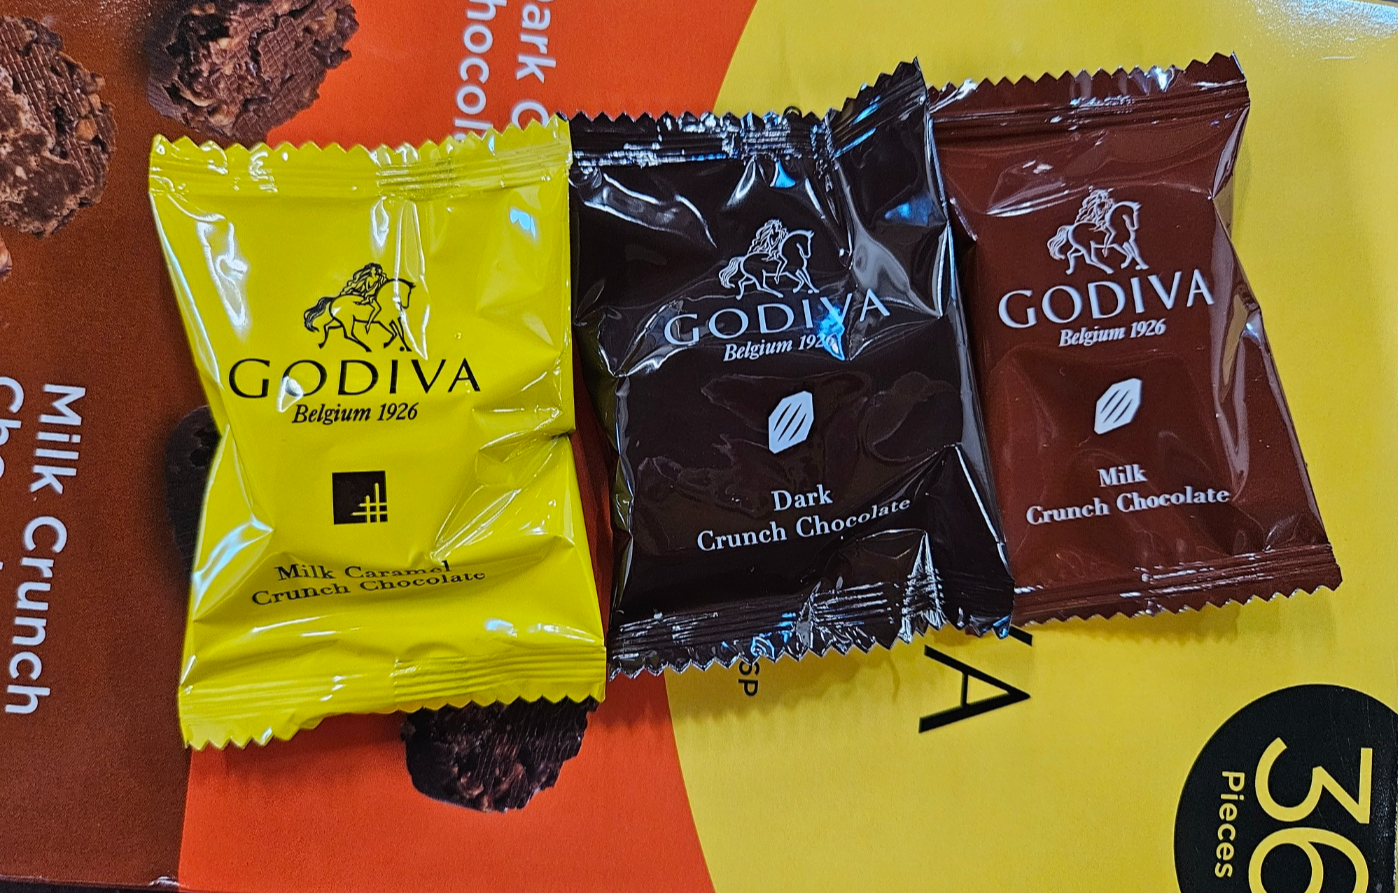 GODIVA
Belgium 1926
Milk Caramel
Crunch Chocolate
GODIVA
Belgium 1926
Dark
Crunch Chocolate
GODIVA
Belgium 1926
Milk
Crunch Chocolate
Milk Crunch
36
Pieces